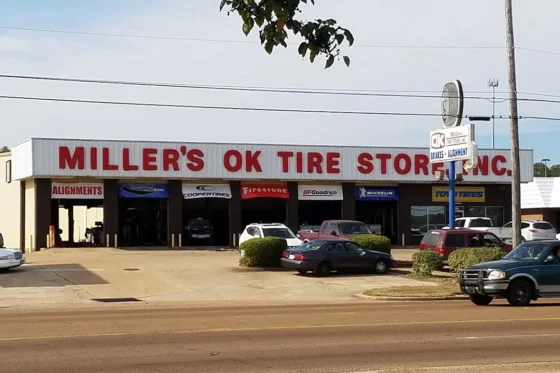 MILLER'S OK TIRE STORE, INC.
ALIGNMENTS
COOPERTIRES
Firestone
BFGoodrich
MICHELIN
TOYO TIRES
OK
BRAKES • ALIGNMENT